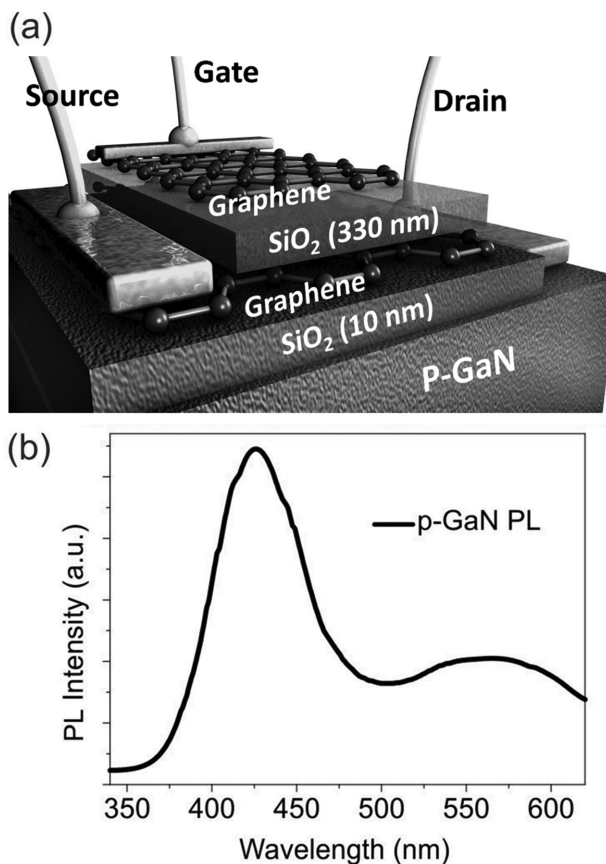 (a)
Gate
Source
Drain
Graphene
SiO₂ (330 nm)
Graphene
SiO₂ (10 nm)
P-GaN
(b)
p-GaN PL
PL Intensity (a.u.)
350 400 450 500 550 600
Wavelength (nm)